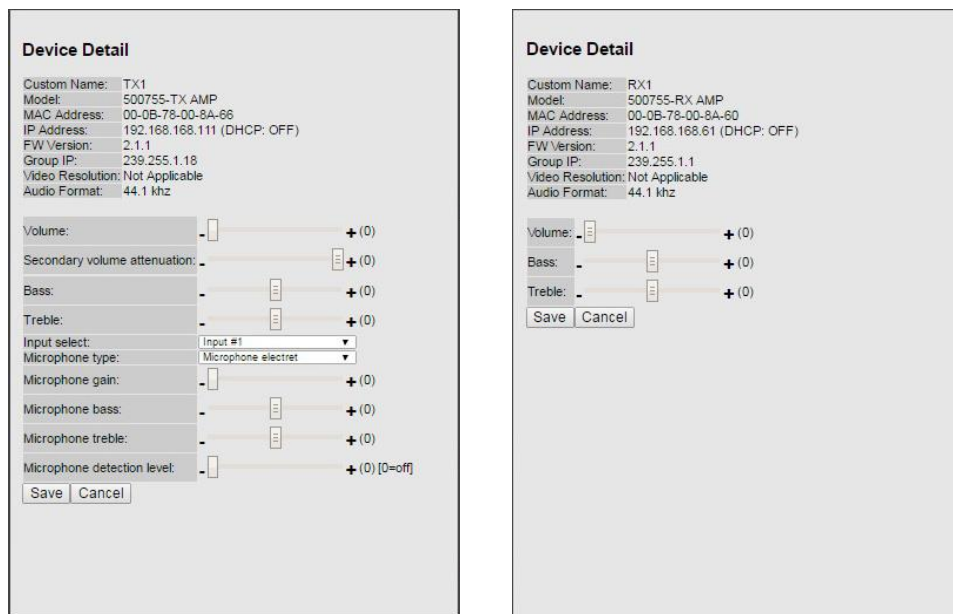 Device Detail
Custom Name: TX1
Model: 500755-TX AMP
MAC Address: 00-0B-78-00-8A-66
IP Address: 192.168.168.111 (DHCP: OFF)
FW Version: 2.1.1
Group IP: 239.255.1.18
Video Resolution: Not Applicable
Audio Format: 44.1 khz
Volume: - + (0)
Secondary volume attenuation: - + (0)
Bass: - + (0)
Treble: - + (0)
Input select: Input #1
Microphone type: Microphone electret
Microphone gain: - + (0)
Microphone bass: - + (0)
Microphone treble: - + (0)
Microphone detection level: - + (0) [0=off]
Save Cancel
Device Detail
Custom Name: RX1
Model: 500755-RX AMP
MAC Address: 00-0B-78-00-8A-60
IP Address: 192.168.168.61 (DHCP: OFF)
FW Version: 2.1.1
Group IP: 239.255.1.1
Video Resolution: Not Applicable
Audio Format: 44.1 khz
Volume: - + (0)
Bass: - + (0)
Treble: - + (0)
Save Cancel